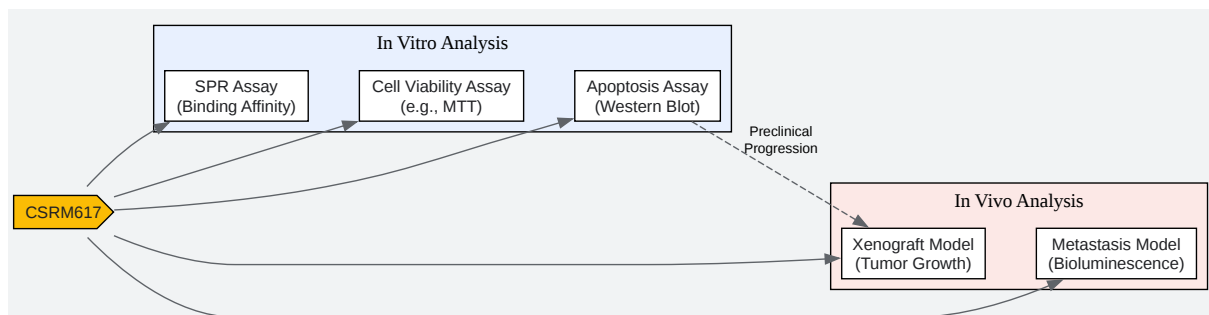 In Vitro Analysis
SPR Assay
(Binding Affinity)
Cell Viability Assay
(e.g., MTT)
Apoptosis Assay
(Western Blot)
Preclinical
Progression
CSRM617
In Vivo Analysis
Xenograft Model
(Tumor Growth)
Metastasis Model
(Bioluminescence)